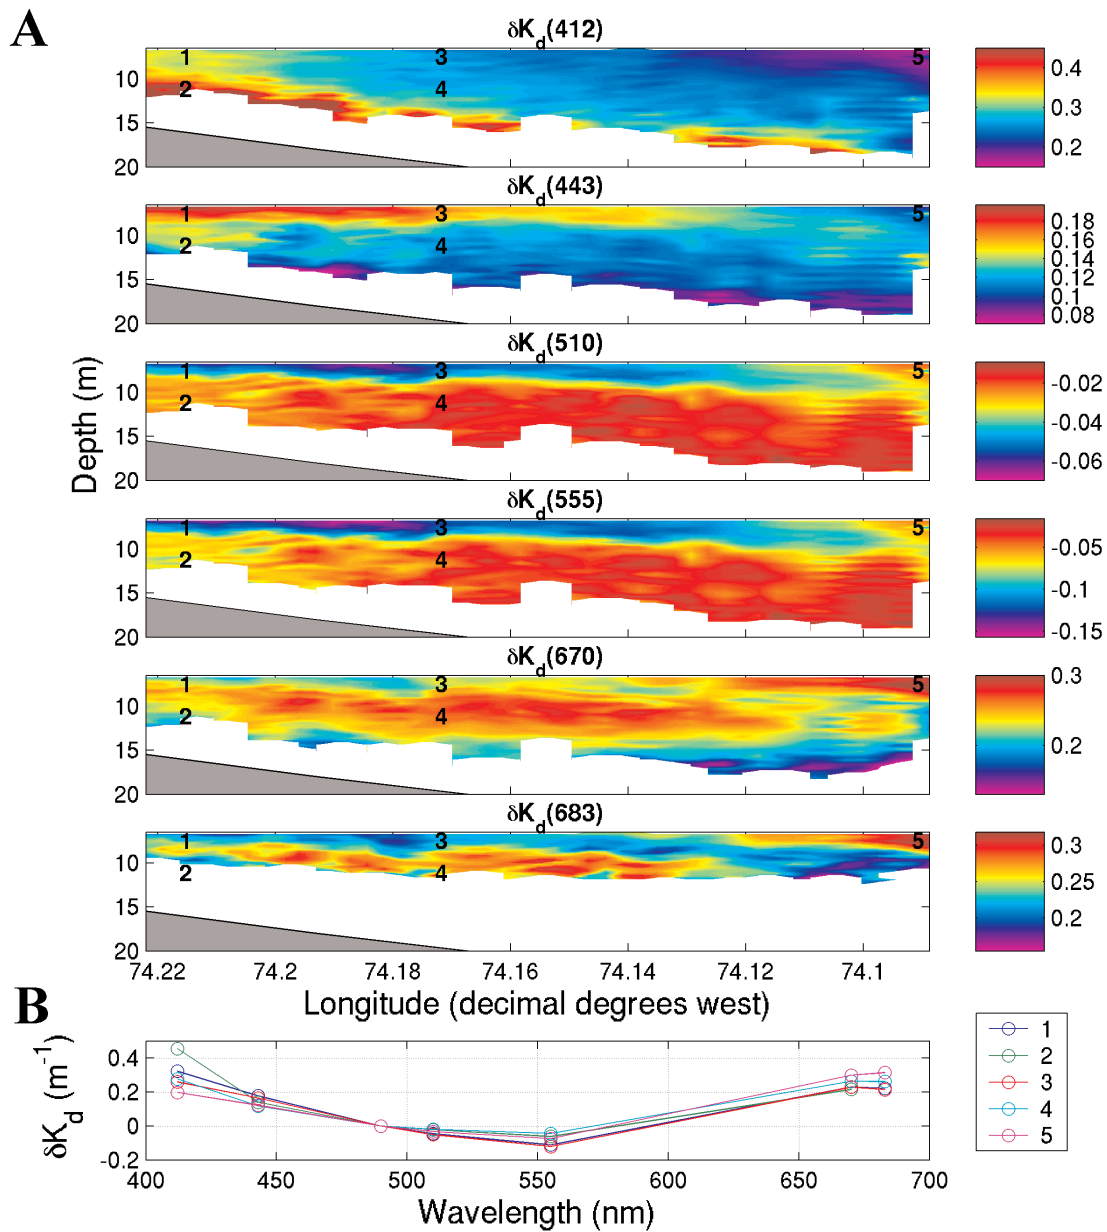 A
δKd(412)
1 3 5
2 4
10
15
20
0.4
0.3
0.2
δKd(443)
1 3 5
2 4
10
15
20
0.18
0.16
0.14
0.12
0.1
0.08
δKd(510)
1 3 5
2 4
10
15
20
-0.02
-0.04
-0.06
Depth (m)
δKd(555)
1 3 5
2 4
10
15
20
-0.05
-0.1
-0.15
δKd(670)
1 3 5
2 4
10
15
20
0.3
0.2
δKd(683)
1 3 5
2 4
10
15
20
0.3
0.25
0.2
74.22 74.2 74.18 74.16 74.14 74.12 74.1
Longitude (decimal degrees west)
B
δKd (m-1)
0.4
0.2
0
-0.2
400 450 500 550 600 650 700
Wavelength (nm)
1
2
3
4
5